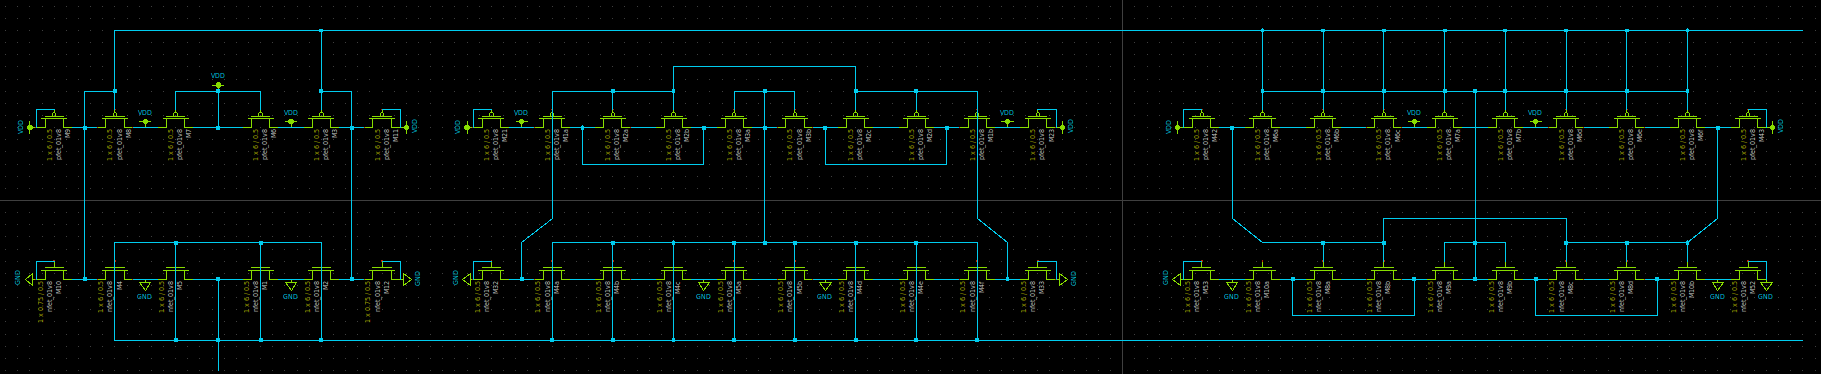 VDD
VDD
1 x 6 / 0.5
pfet_01v8
M9
1 x 6 / 0.5
pfet_01v8
M8
VDD
1 x 6 / 0.5
pfet_01v8
M7
1 x 6 / 0.5
pfet_01v8
M6
VDD
1 x 6 / 0.5
pfet_01v8
M3
1 x 6 / 0.5
pfet_01v8
M11
VDD
VDD
1 x 6 / 0.5
pfet_01v8
M21
VDD
1 x 6 / 0.5
pfet_01v8
M1a
1 x 6 / 0.5
pfet_01v8
M2a
1 x 6 / 0.5
pfet_01v8
M2b
1 x 6 / 0.5
pfet_01v8
M3a
1 x 6 / 0.5
pfet_01v8
M3b
1 x 6 / 0.5
pfet_01v8
M2c
1 x 6 / 0.5
pfet_01v8
M2d
1 x 6 / 0.5
pfet_01v8
M1b
VDD
1 x 6 / 0.5
pfet_01v8
M23
VDD
VDD
1 x 6 / 0.5
pfet_01v8
M42
1 x 6 / 0.5
pfet_01v8
M6a
1 x 6 / 0.5
pfet_01v8
M6b
1 x 6 / 0.5
pfet_01v8
M6c
VDD
1 x 6 / 0.5
pfet_01v8
M7a
1 x 6 / 0.5
pfet_01v8
M7b
VDD
1 x 6 / 0.5
pfet_01v8
M6d
1 x 6 / 0.5
pfet_01v8
M6e
1 x 6 / 0.5
pfet_01v8
M6f
1 x 6 / 0.5
pfet_01v8
M43
VDD
GND
1 x 0.75 / 0.5
nfet_01v8
M10
1 x 6 / 0.5
nfet_01v8
M4
GND
1 x 6 / 0.5
nfet_01v8
M5
1 x 6 / 0.5
nfet_01v8
M1
GND
1 x 6 / 0.5
nfet_01v8
M2
1 x 0.75 / 0.5
nfet_01v8
M12
GND
GND
1 x 6 / 0.5
nfet_01v8
M32
1 x 6 / 0.5
nfet_01v8
M4a
1 x 6 / 0.5
nfet_01v8
M4b
1 x 6 / 0.5
nfet_01v8
M4c
GND
1 x 6 / 0.5
nfet_01v8
M5a
1 x 6 / 0.5
nfet_01v8
M5b
GND
1 x 6 / 0.5
nfet_01v8
M4d
1 x 6 / 0.5
nfet_01v8
M4e
1 x 6 / 0.5
nfet_01v8
M4f
1 x 6 / 0.5
nfet_01v8
M33
GND
GND
1 x 6 / 0.5
nfet_01v8
M53
GND
1 x 6 / 0.5
nfet_01v8
M10a
1 x 6 / 0.5
nfet_01v8
M8a
1 x 6 / 0.5
nfet_01v8
M8b
1 x 6 / 0.5
nfet_01v8
M9a
1 x 6 / 0.5
nfet_01v8
M9b
1 x 6 / 0.5
nfet_01v8
M8c
1 x 6 / 0.5
nfet_01v8
M8d
1 x 6 / 0.5
nfet_01v8
M10b
GND
1 x 6 / 0.5
nfet_01v8
M52
GND